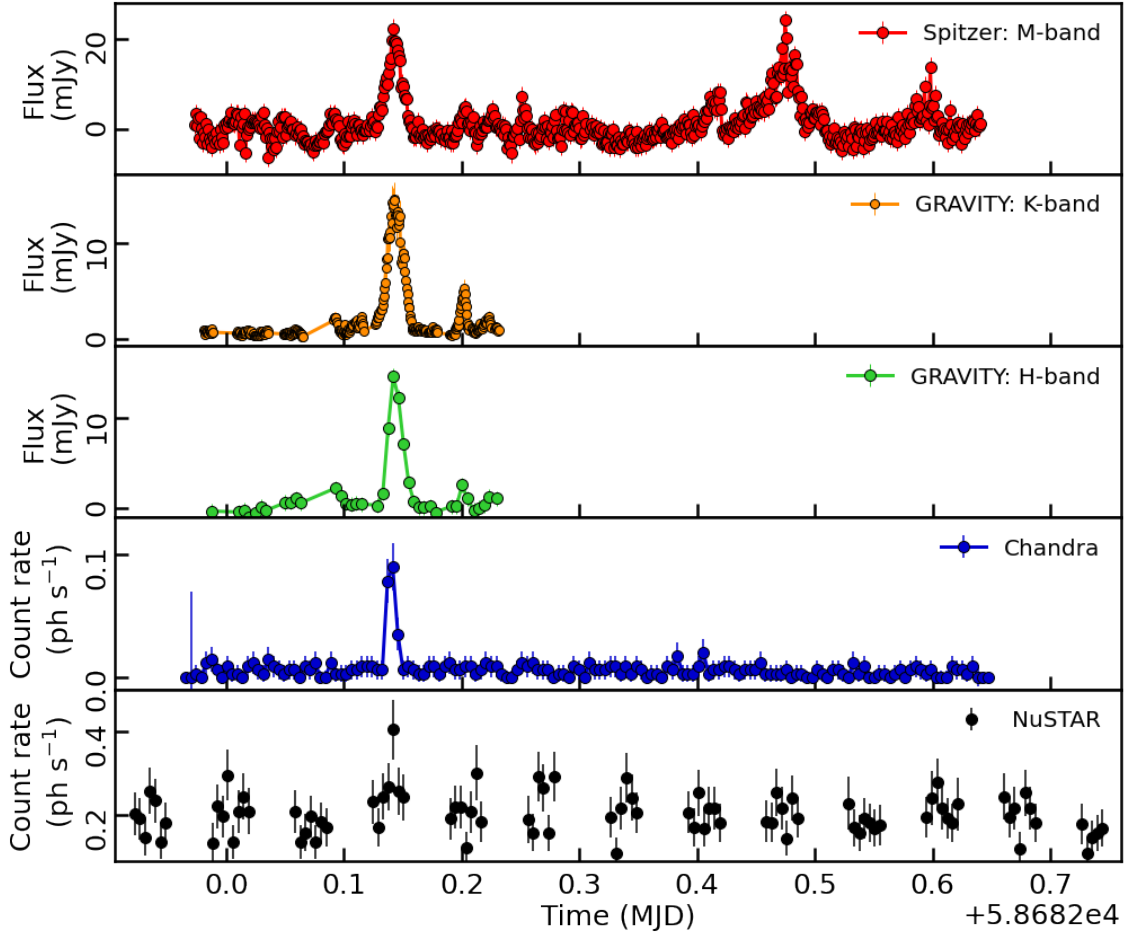 20
0
Flux
(mJy)
Spitzer: M-band
10
0
Flux
(mJy)
GRAVITY: K-band
10
0
Flux
(mJy)
GRAVITY: H-band
0.1
0.0
Count rate
(ph s⁻¹)
Chandra
0.4
0.2
Count rate
(ph s⁻¹)
NuSTAR
0.0 0.1 0.2 0.3 0.4 0.5 0.6 0.7
Time (MJD)
+5.8682e4